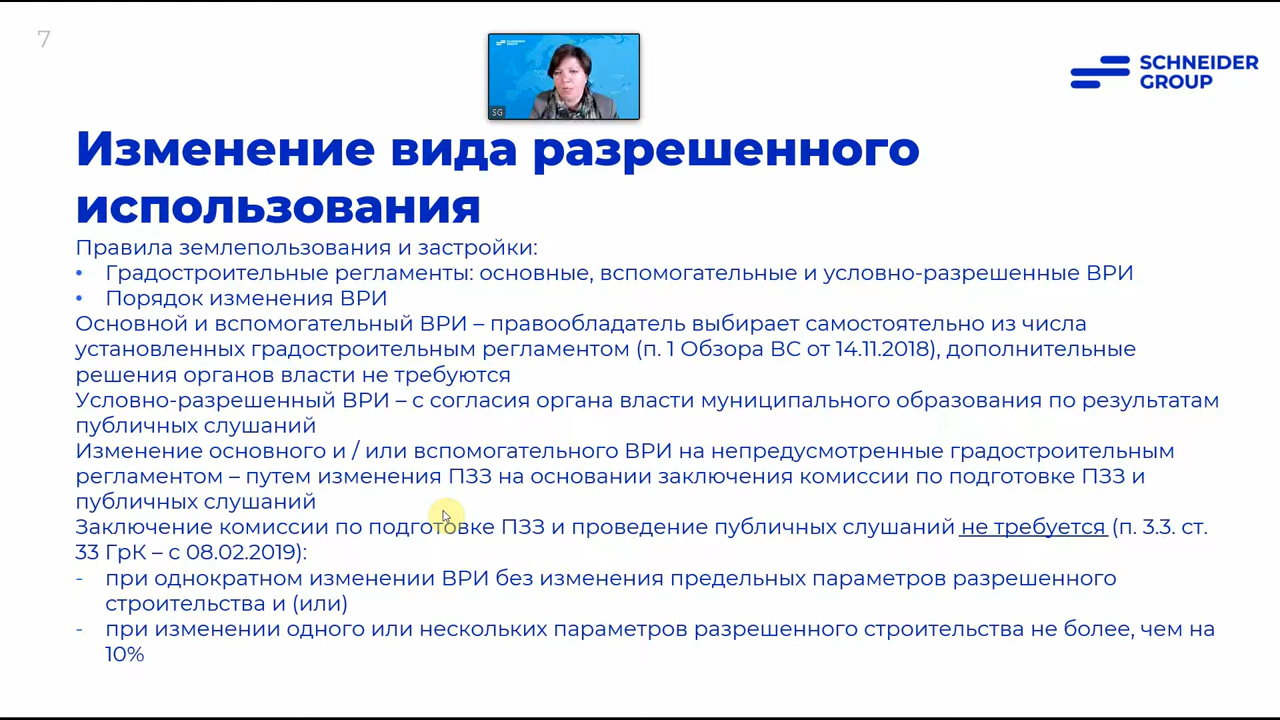 7
SCHNEIDER
GROUP
SG
SCHNEIDER
GROUP
Изменение вида разрешенного
использования
Правила землепользования и застройки:
• Градостроительные регламенты: основные, вспомогательные и условно-разрешенные ВРИ
• Порядок изменения ВРИ
Основной и вспомогательный ВРИ – правообладатель выбирает самостоятельно из числа
установленных градостроительным регламентом (п. 1 Обзора ВС от 14.11.2018), дополнительные
решения органов власти не требуются
Условно-разрешенный ВРИ – с согласия органа власти муниципального образования по результатам
публичных слушаний
Изменение основного и / или вспомогательного ВРИ на непредусмотренные градостроительным
регламентом – путем изменения ПЗЗ на основании заключения комиссии по подготовке ПЗЗ и
публичных слушаний
Заключение комиссии по подготовке ПЗЗ и проведение публичных слушаний не требуется (п. 3.3. ст.
33 ГрК – с 08.02.2019):
- при однократном изменении ВРИ без изменения предельных параметров разрешенного
строительства и (или)
- при изменении одного или нескольких параметров разрешенного строительства не более, чем на
10%